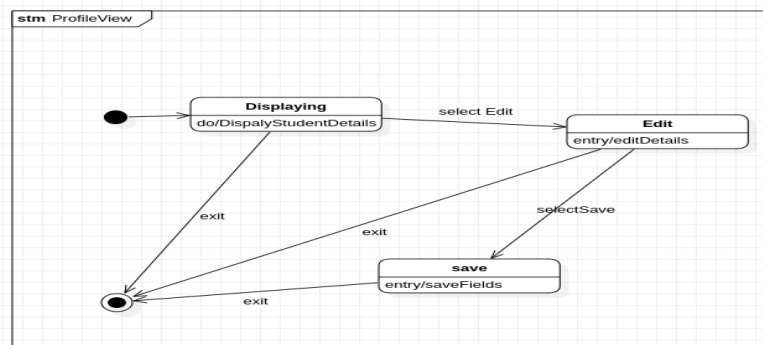 stm ProfileView
Displaying
do/DispalyStudentDetails
select Edit
Edit
entry/editDetails
exit
selectSave
exit
save
entry/saveFields
exit